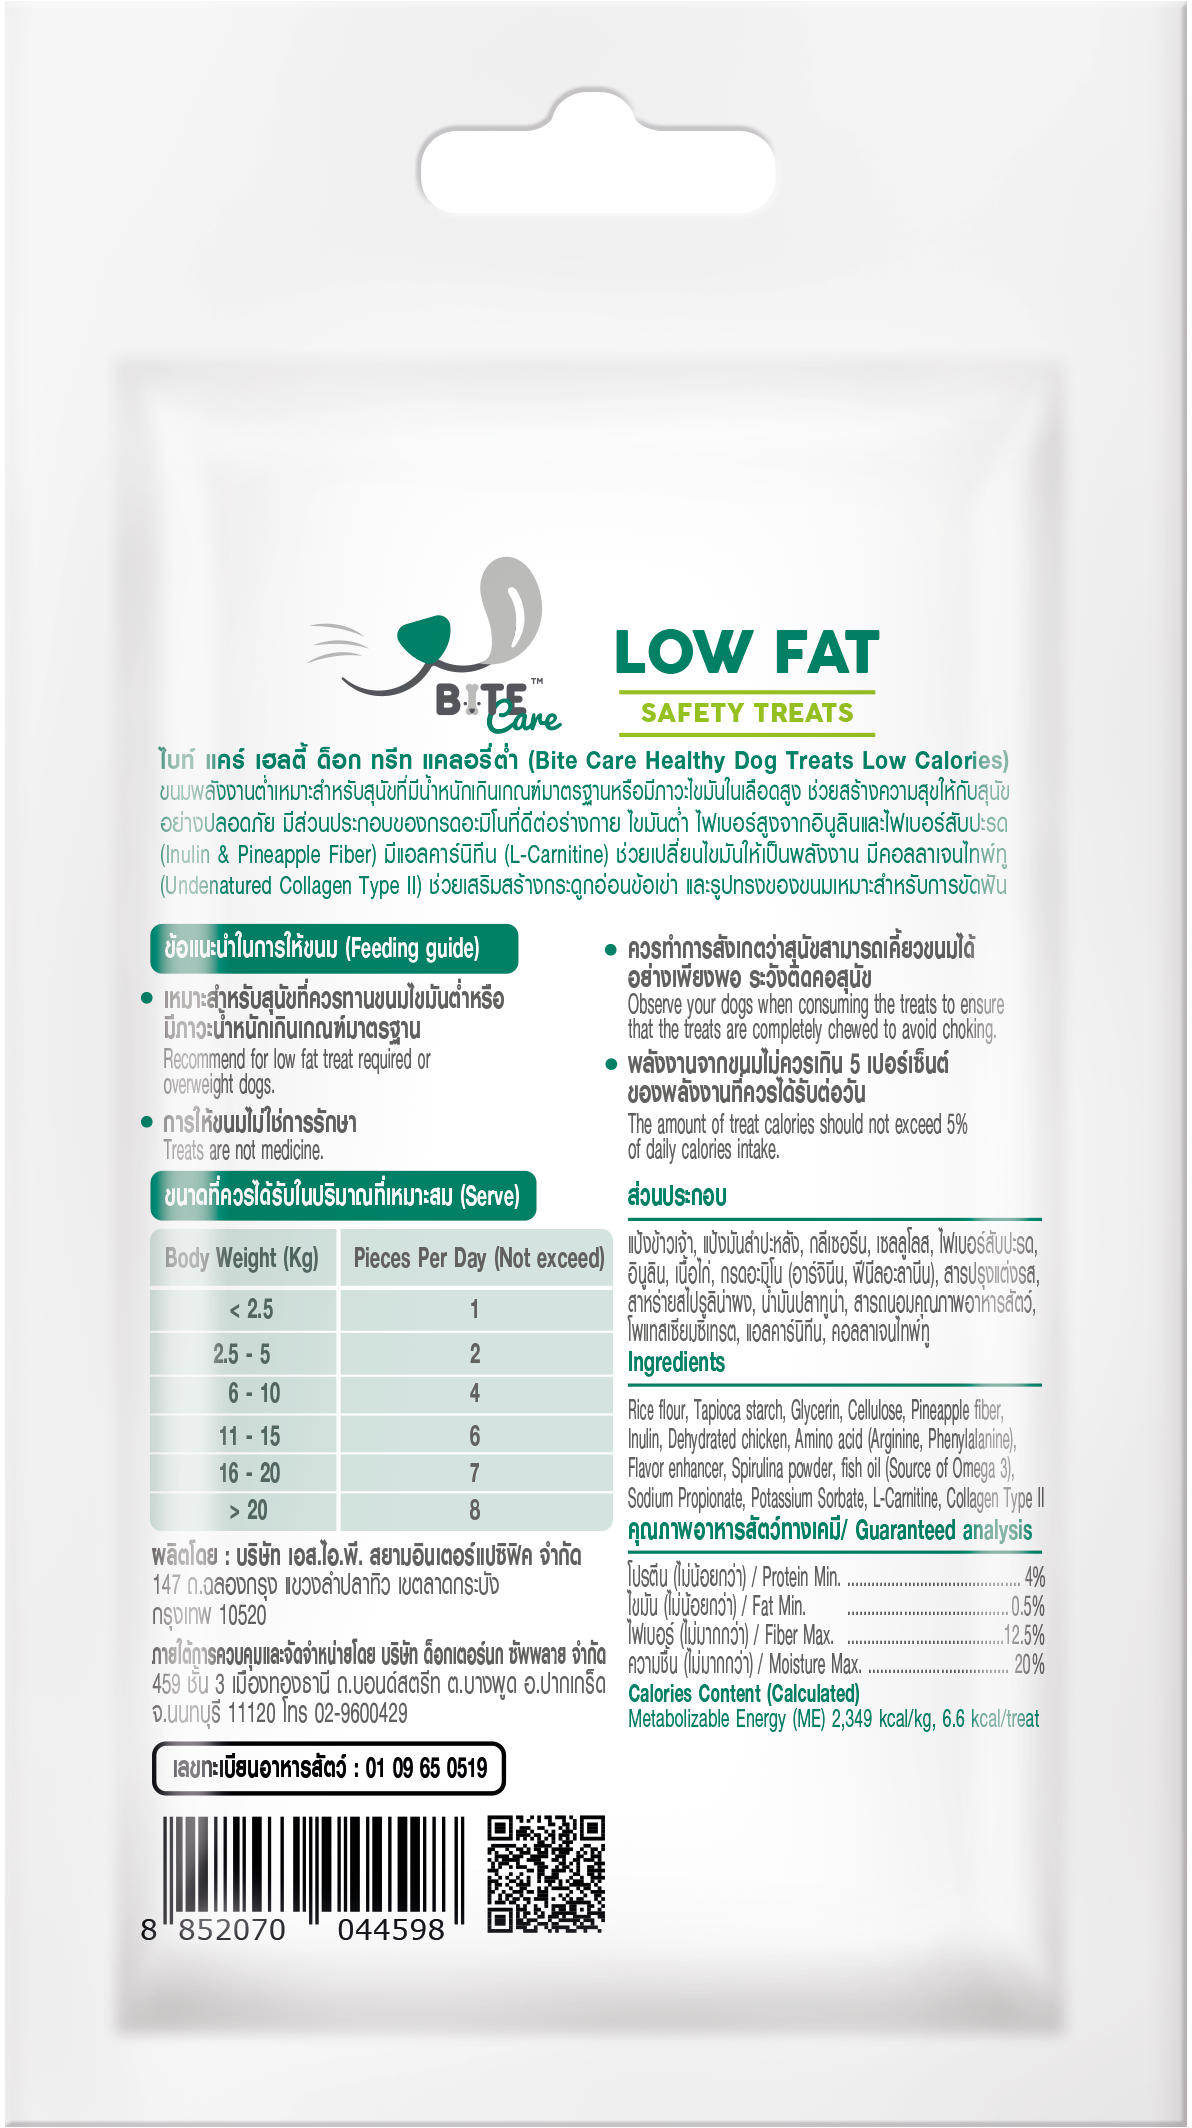 BITE™
Care
LOW FAT
SAFETY TREATS
ไบท์ แคร์ เฮลตี้ ด็อก ทรีท แคลอรี่ต่ำ (Bite Care Healthy Dog Treats Low Calories)
ขนมพลังงานต่ำเหมาะสำหรับสุนัขที่มีน้ำหนักเกินเกณฑ์มาตรฐานหรือมีภาวะไขมันในเลือดสูง ช่วยสร้างความสุขให้กับสุนัข
อย่างปลอดภัย มีส่วนประกอบของกรดอะมิโนที่ดีต่อร่างกาย ไขมันต่ำ ไฟเบอร์สูงจากอินูลินและไฟเบอร์สับปะรด
(Inulin & Pineapple Fiber) มีแอลคาร์นิทีน (L-Carnitine) ช่วยเปลี่ยนไขมันให้เป็นพลังงาน มีคอลลาเจนไทพ์ทู
(Undenatured Collagen Type II) ช่วยเสริมสร้างกระดูกอ่อนข้อเข่า และรูปทรงของขนมเหมาะสำหรับการขัดฟัน
ข้อแนะนำในการให้ขนม (Feeding guide)
• เหมาะสำหรับสุนัขที่ควรทานขนมไขมันต่ำหรือ
มีภาวะน้ำหนักเกินเกณฑ์มาตรฐาน
Recommend for low fat treat required or
overweight dogs.
• การให้ขนมไม่ใช่การรักษา
Treats are not medicine.
• ควรทำการสังเกตว่าสุนัขสามารถเคี้ยวขนมได้
อย่างเพียงพอ ระวังติดคอสุนัข
Observe your dogs when consuming the treats to ensure
that the treats are completely chewed to avoid choking.
• พลังงานจากขนมไม่ควรเกิน 5 เปอร์เซ็นต์
ของพลังงานที่ควรได้รับต่อวัน
The amount of treat calories should not exceed 5%
of daily calories intake.
ขนาดที่ควรได้รับในปริมาณที่เหมาะสม (Serve)
Body Weight (Kg) Pieces Per Day (Not exceed)
< 2.5 1
2.5 - 5 2
6 - 10 4
11 - 15 6
16 - 20 7
> 20 8
ผลิตโดย : บริษัท เอส.ไอ.พี. สยามอินเตอร์แปซิฟิค จำกัด
147 ถ.ฉลองกรุง แขวงลำปลาทิว เขตลาดกระบัง
กรุงเทพ 10520
ภายใต้การควบคุมและจัดจำหน่ายโดย บริษัท ด็อกเตอร์นก ซัพพลาย จำกัด
459 ชั้น 3 เมืองทองธานี ถ.บอนด์สตรีท ต.บางพูด อ.ปากเกร็ด
จ.นนทบุรี 11120 โทร 02-9600429
เลขทะเบียนอาหารสัตว์ : 01 09 65 0519
8 852070 044598
ส่วนประกอบ
แป้งข้าวเจ้า, แป้งมันสำปะหลัง, กลีเซอรีน, เซลลูโลส, ไฟเบอร์สับปะรด,
อินูลิน, เนื้อไก่, กรดอะมิโน (อาร์จินีน, ฟีนีลอะลานีน), สารปรุงแต่งรส,
สาหร่ายสไปรูลิน่าผง, น้ำมันปลาทูน่า, สารถนอมคุณภาพอาหารสัตว์,
โพแทสเซียมซิเทรต, แอลคาร์นิทีน, คอลลาเจนไทพ์ทู
Ingredients
Rice flour, Tapioca starch, Glycerin, Cellulose, Pineapple fiber,
Inulin, Dehydrated chicken, Amino acid (Arginine, Phenylalanine),
Flavor enhancer, Spirulina powder, fish oil (Source of Omega 3),
Sodium Propionate, Potassium Sorbate, L-Carnitine, Collagen Type II
คุณภาพอาหารสัตว์ทางเคมี/ Guaranteed analysis
โปรตีน (ไม่น้อยกว่า) / Protein Min. .......................................... 4%
ไขมัน (ไม่น้อยกว่า) / Fat Min. ....................................... 0.5%
ไฟเบอร์ (ไม่มากกว่า) / Fiber Max. ......................................12.5%
ความชื้น (ไม่มากกว่า) / Moisture Max. .................................. 20%
Calories Content (Calculated)
Metabolizable Energy (ME) 2,349 kcal/kg, 6.6 kcal/treat